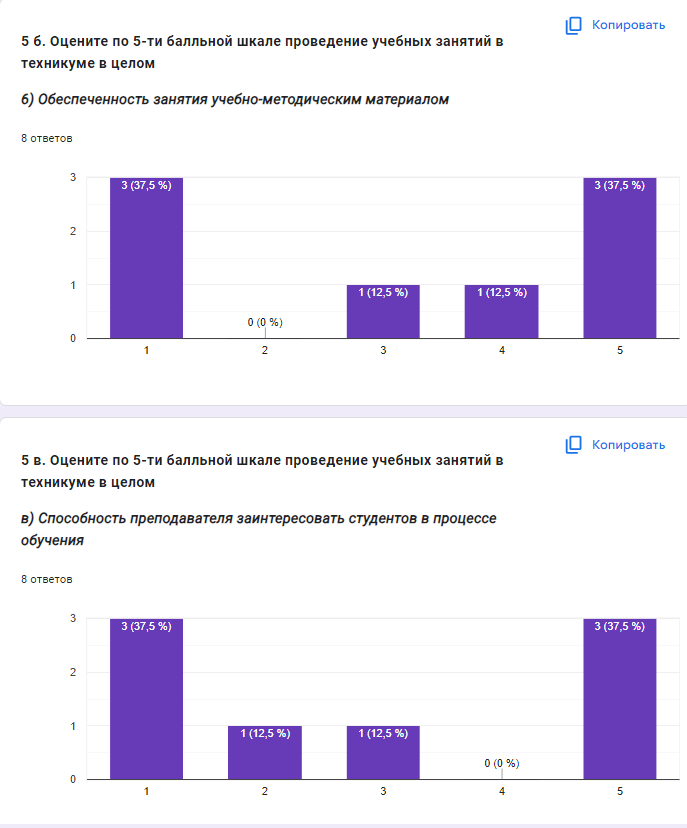 Копировать
5 б. Оцените по 5-ти балльной шкале проведение учебных занятий в
техникуме в целом
б) Обеспеченность занятия учебно-методическим материалом
8 ответов
3
2
1
0
3 (37,5 %)
0 (0 %)
1 (12,5 %)
1 (12,5 %)
3 (37,5 %)
1 2 3 4 5
Копировать
5 в. Оцените по 5-ти балльной шкале проведение учебных занятий в
техникуме в целом
в) Способность преподавателя заинтересовать студентов в процессе
обучения
8 ответов
3
2
1
0
3 (37,5 %)
1 (12,5 %)
1 (12,5 %)
0 (0 %)
3 (37,5 %)
1 2 3 4 5